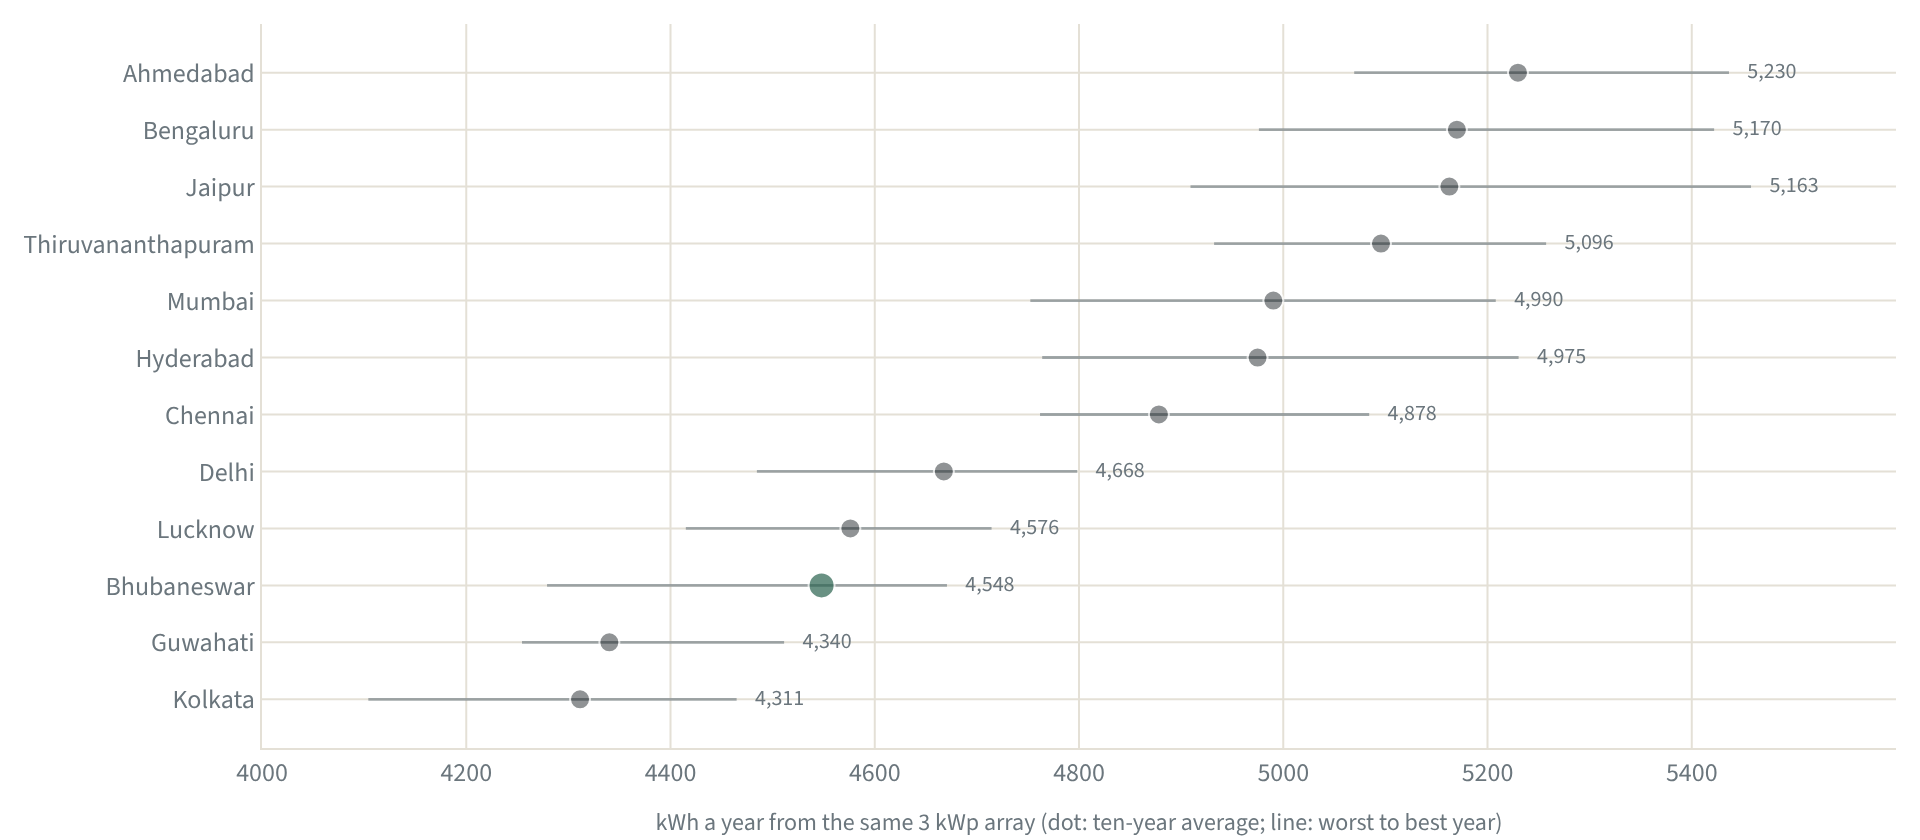 Ahmedabad 5,230
Bengaluru 5,170
Jaipur 5,163
Thiruvananthapuram 5,096
Mumbai 4,990
Hyderabad 4,975
Chennai 4,878
Delhi 4,668
Lucknow 4,576
Bhubaneswar 4,548
Guwahati 4,340
Kolkata 4,311
4000 4200 4400 4600 4800 5000 5200 5400
kWh a year from the same 3 kWp array (dot: ten-year average; line: worst to best year)